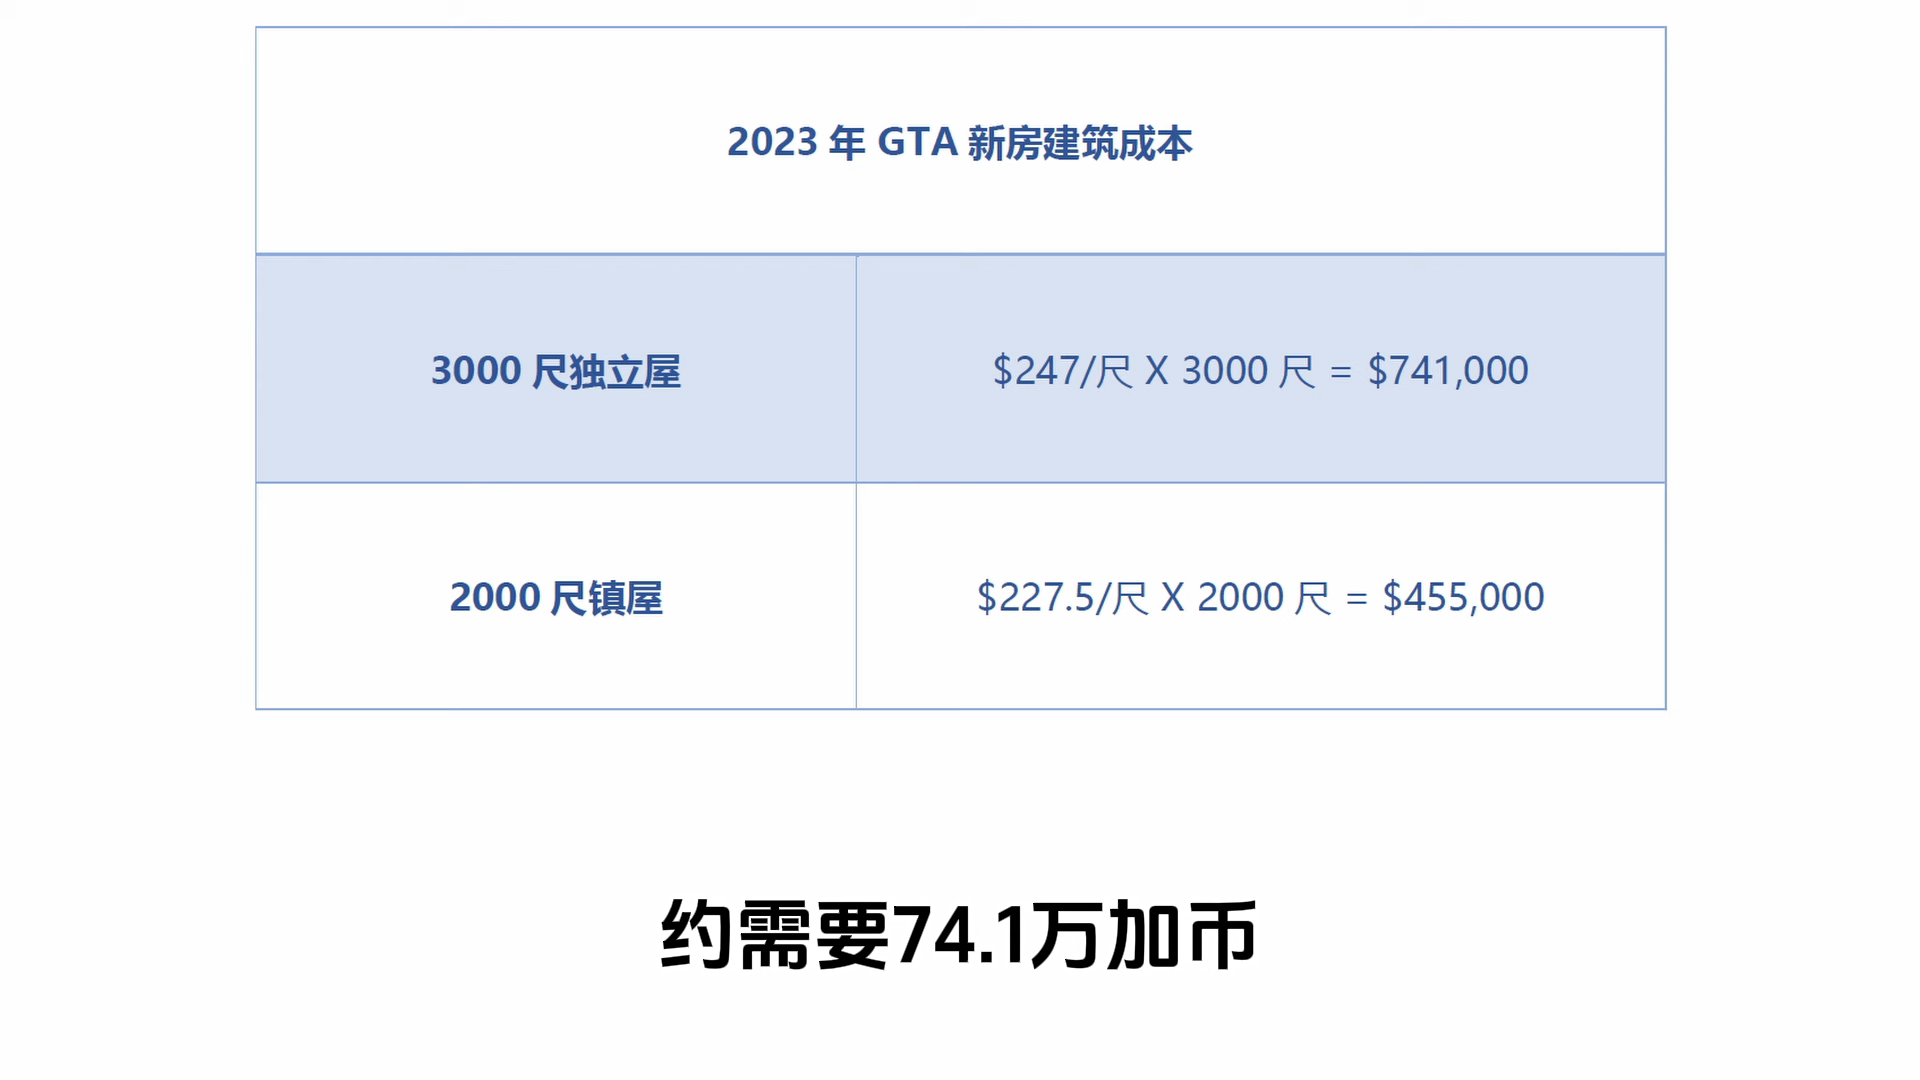 2023 年 GTA 新房建筑成本
3000 尺独立屋
$247/尺 X 3000 尺 = $741,000
2000 尺镇屋
$227.5/尺 X 2000 尺 = $455,000
约需要74.1万加币